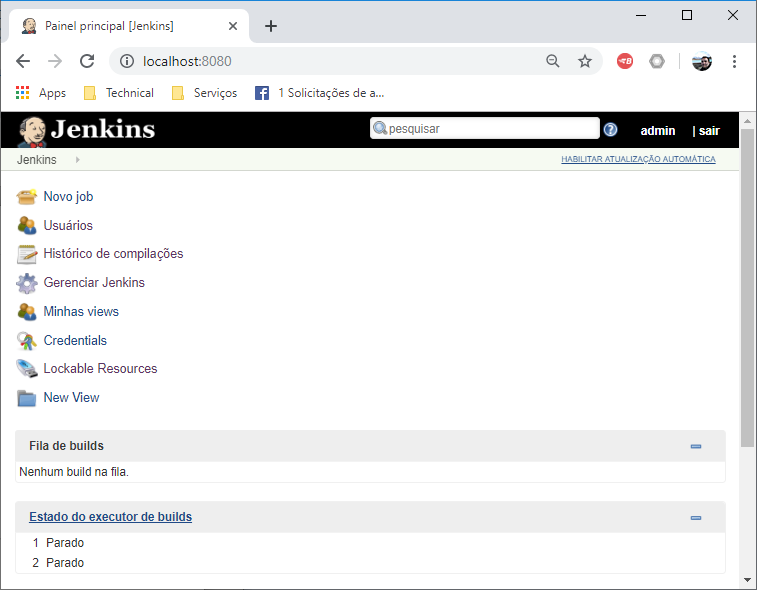 Painel principal [Jenkins]
localhost:8080
Apps Technical Serviços 1 Solicitações de a...
Jenkins pesquisar admin | sair
Jenkins HABILITAR ATUALIZAÇÃO AUTOMÁTICA
Novo job
Usuários
Histórico de compilações
Gerenciar Jenkins
Minhas views
Credentials
Lockable Resources
New View
Fila de builds
Nenhum build na fila.
Estado do executor de builds
1 Parado
2 Parado